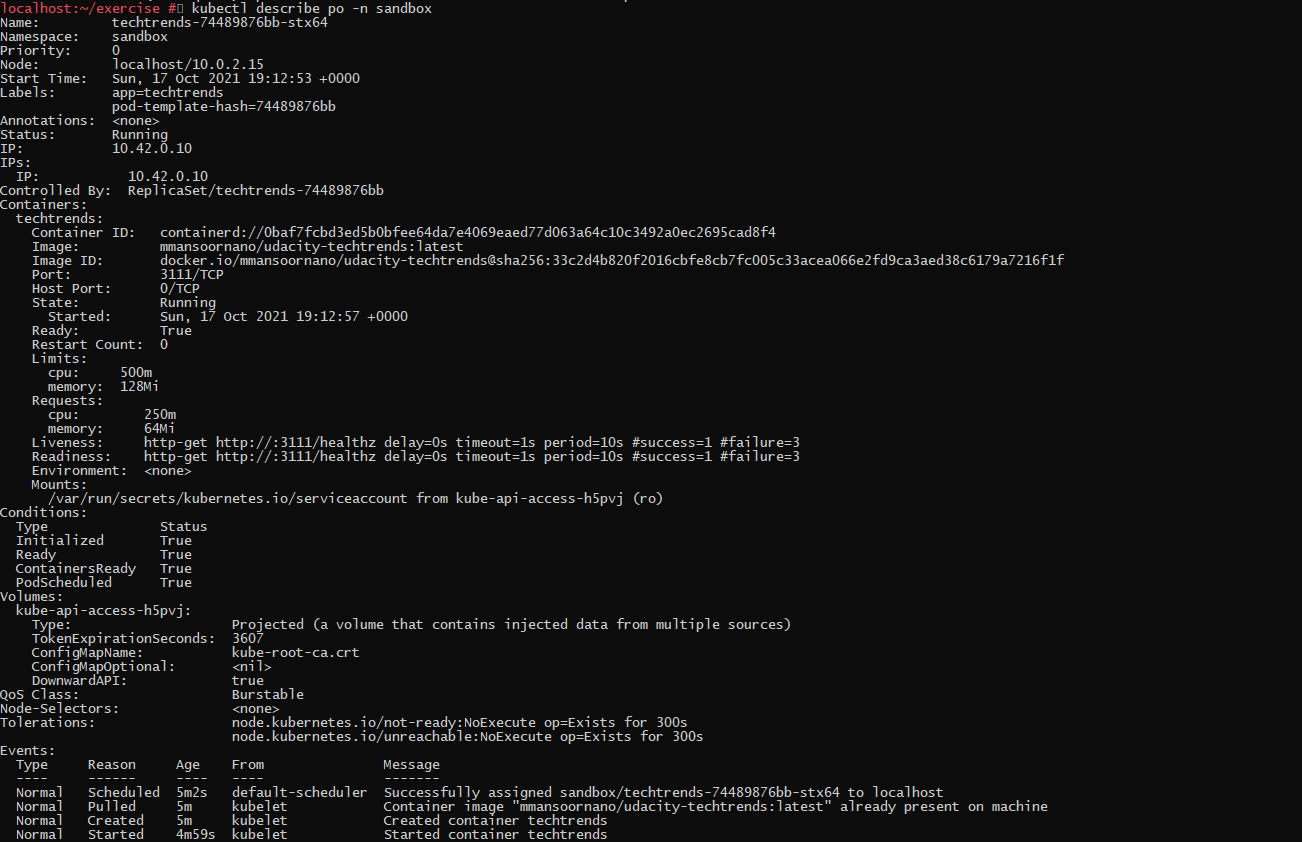 localhost:~/exercise # kubectl describe po -n sandbox
Name:         techtrends-74489876bb-stx64
Namespace:    sandbox
Priority:     0
Node:         localhost/10.0.2.15
Start Time:   Sun, 17 Oct 2021 19:12:53 +0000
Labels:       app=techtrends
              pod-template-hash=74489876bb
Annotations:  <none>
Status:       Running
IP:           10.42.0.10
IPs:
  IP:           10.42.0.10
Controlled By:  ReplicaSet/techtrends-74489876bb
Containers:
  techtrends:
    Container ID:   containerd://0baf7fcbd3ed5b0bfee64da7e4069eaed77d063a64c10c3492a0ec2695cad8f4
    Image:          mmansoornano/udacity-techtrends:latest
    Image ID:       docker.io/mmansoornano/udacity-techtrends@sha256:33c2d4b820f2016cbfe8cb7fc005c33acea066e2fd9ca3aed38c6179a7216f1f
    Port:           3111/TCP
    Host Port:      0/TCP
    State:          Running
      Started:      Sun, 17 Oct 2021 19:12:57 +0000
    Ready:          True
    Restart Count:  0
    Limits:
      cpu:     500m
      memory:  128Mi
    Requests:
      cpu:        250m
      memory:     64Mi
    Liveness:     http-get http://:3111/healthz delay=0s timeout=1s period=10s #success=1 #failure=3
    Readiness:    http-get http://:3111/healthz delay=0s timeout=1s period=10s #success=1 #failure=3
    Environment:  <none>
    Mounts:
      /var/run/secrets/kubernetes.io/serviceaccount from kube-api-access-h5pvj (ro)
Conditions:
  Type              Status
  Initialized       True
  Ready             True
  ContainersReady   True
  PodScheduled      True
Volumes:
  kube-api-access-h5pvj:
    Type:                    Projected (a volume that contains injected data from multiple sources)
    TokenExpirationSeconds:  3607
    ConfigMapName:           kube-root-ca.crt
    ConfigMapOptional:       <nil>
    DownwardAPI:             true
QoS Class:                   Burstable
Node-Selectors:              <none>
Tolerations:                 node.kubernetes.io/not-ready:NoExecute op=Exists for 300s
                             node.kubernetes.io/unreachable:NoExecute op=Exists for 300s
Events:
  Type    Reason     Age    From               Message
  ----    ------     ----   ----               -------
  Normal  Scheduled  5m2s   default-scheduler  Successfully assigned sandbox/techtrends-74489876bb-stx64 to localhost
  Normal  Pulled     5m     kubelet            Container image "mmansoornano/udacity-techtrends:latest" already present on machine
  Normal  Created    5m     kubelet            Created container techtrends
  Normal  Started    4m59s  kubelet            Started container techtrends